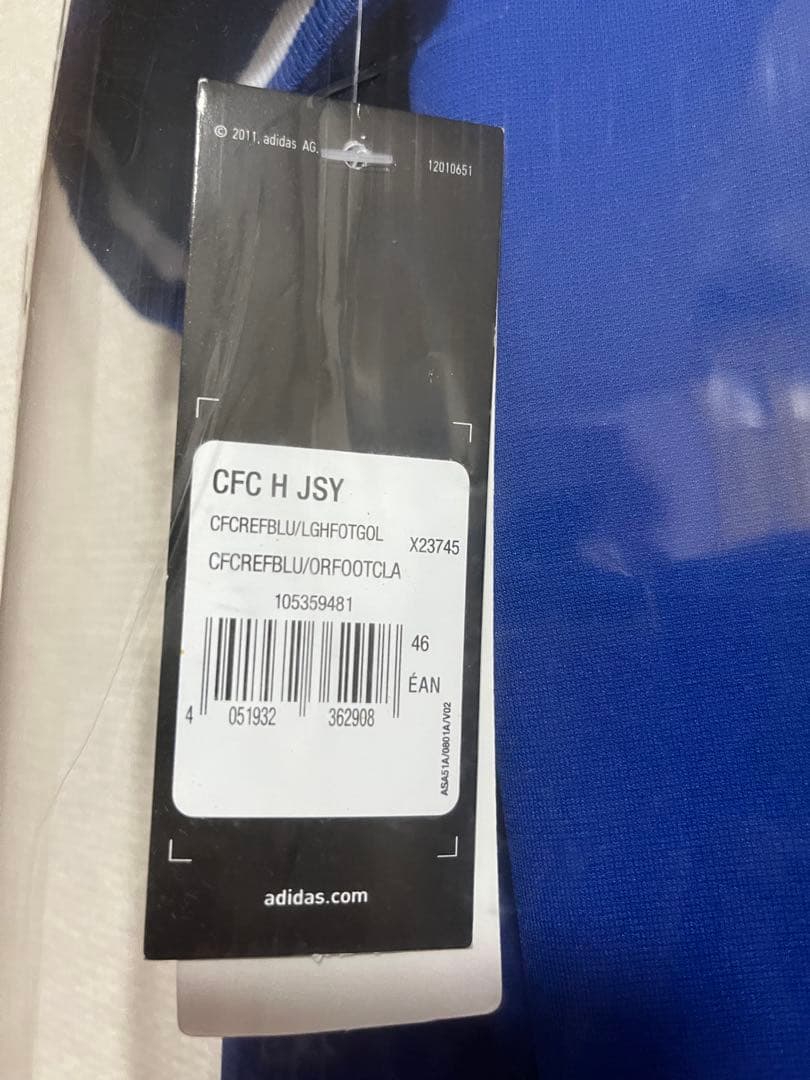 © 2011, adidas AG.
12010651
CFC H JSY
CFCREFBLU/LGHFOTGOL
X23745
CFCREFBLU/ORFOOTCLA
105359481
46
ÉAN
4 051932 362908
ASA51A/0801A/V02
adidas.com